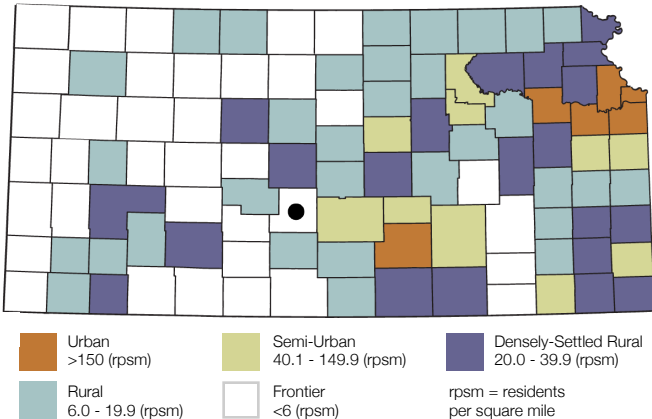 Urban
>150 (rpsm)
Semi-Urban
40.1 - 149.9 (rpsm)
Densely-Settled Rural
20.0 - 39.9 (rpsm)
Rural
6.0 - 19.9 (rpsm)
Frontier
<6 (rpsm)
rpsm = residents
per square mile